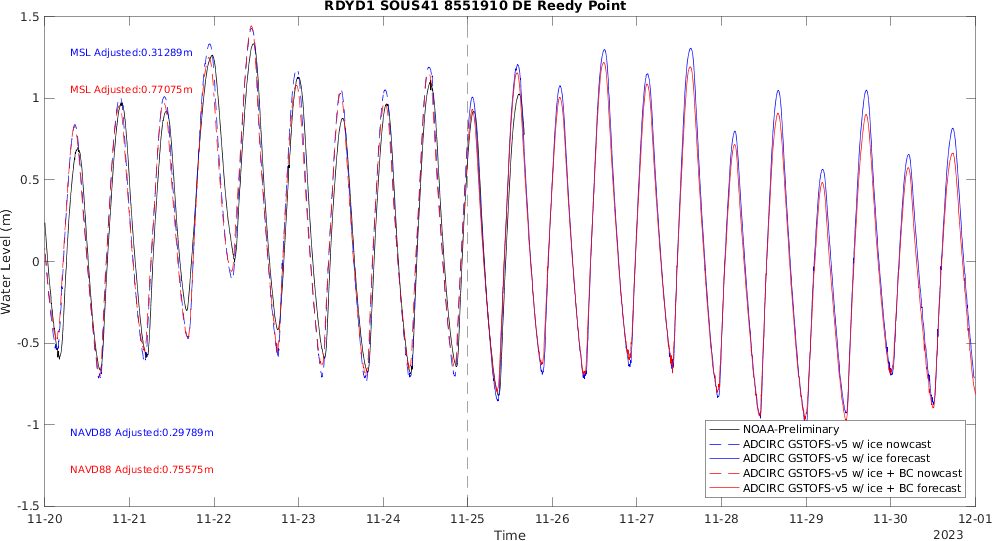 RDYD1 SOUS41 8551910 DE Reedy Point
1.5
1
0.5
0
-0.5
-1
-1.5
Water Level (m)
MSL Adjusted:0.31289m
MSL Adjusted:0.77075m
NAVD88 Adjusted:0.29789m
NAVD88 Adjusted:0.75575m
NOAA-Preliminary
ADCIRC GSTOFS-v5 w/ ice nowcast
ADCIRC GSTOFS-v5 w/ ice forecast
ADCIRC GSTOFS-v5 w/ ice + BC nowcast
ADCIRC GSTOFS-v5 w/ ice + BC forecast
11-20 11-21 11-22 11-23 11-24 11-25 11-26 11-27 11-28 11-29 11-30 12-01
Time
2023